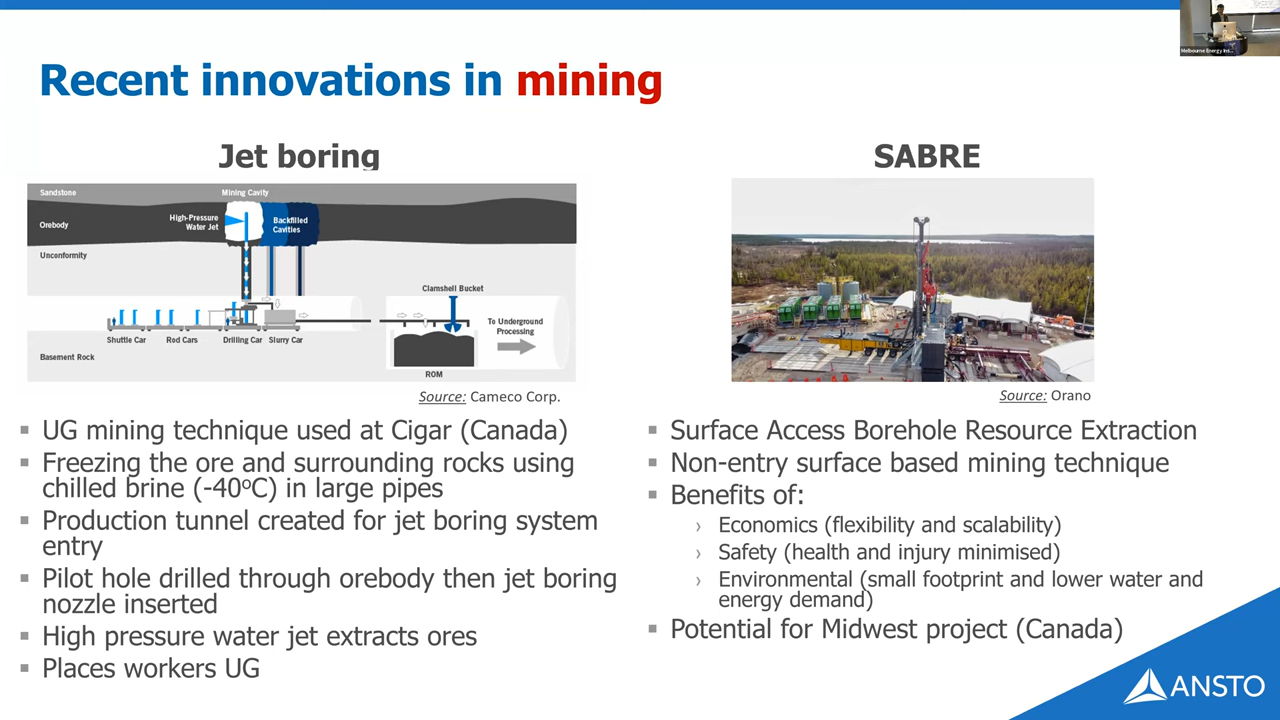 Melbourne Energy Ins...
Recent innovations in mining
Jet boring
Sandstone
Mining Cavity
High-Pressure
Water Jet
Backfilled
Cavities
Orebody
Unconformity
Clamshell Bucket
To Underground
Processing
Shuttle Car
Rod Cars
Drilling Car
Slurry Car
Basement Rock
ROM
Source: Cameco Corp.
▪ UG mining technique used at Cigar (Canada)
▪ Freezing the ore and surrounding rocks using
chilled brine (-40ºC) in large pipes
▪ Production tunnel created for jet boring system
entry
▪ Pilot hole drilled through orebody then jet boring
nozzle inserted
▪ High pressure water jet extracts ores
▪ Places workers UG
SABRE
Source: Orano
▪ Surface Access Borehole Resource Extraction
▪ Non-entry surface based mining technique
▪ Benefits of:
› Economics (flexibility and scalability)
› Safety (health and injury minimised)
› Environmental (small footprint and lower water and
energy demand)
▪ Potential for Midwest project (Canada)
ANSTO